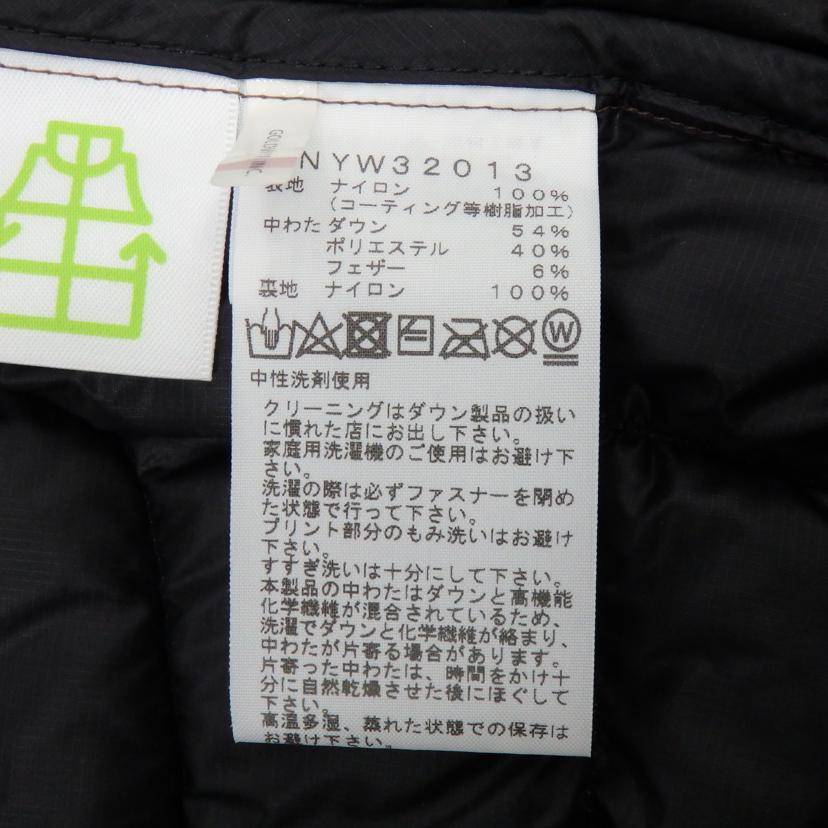 GOLDWIN INC.
NYW32013
表地 ナイロン 100%
(コーティング等樹脂加工)
中わた ダウン 54%
ポリエステル 40%
フェザー 6%
裏地 ナイロン 100%
W
中性洗剤使用
クリーニングはダウン製品の扱い
に慣れた店にお出し下さい。
家庭用洗濯機のご使用はお避け下
さい。
洗濯の際は必ずファスナーを閉め
た状態で行って下さい。
プリント部分のもみ洗いはお避け
下さい。
すすぎ洗いは十分にして下さい。
本製品の中わたはダウンと高機能
化学繊維が混合されているため、
洗濯でダウンと化学繊維が絡まり、
中わたが片寄る場合があります。
片寄った中わたは、時間をかけ十
分に自然乾燥させた後にほぐして
下さい。
高温多湿、蒸れた状態での保存は
お避け下さい。